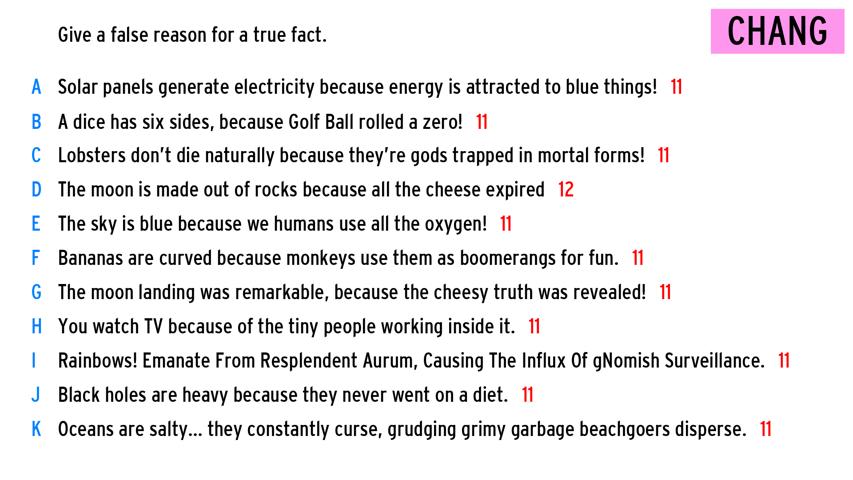 Give a false reason for a true fact.
CHANG
A Solar panels generate electricity because energy is attracted to blue things! 11
B A dice has six sides, because Golf Ball rolled a zero! 11
C Lobsters don't die naturally because they're gods trapped in mortal forms! 11
D The moon is made out of rocks because all the cheese expired 12
E The sky is blue because we humans use all the oxygen! 11
F Bananas are curved because monkeys use them as boomerangs for fun. 11
G The moon landing was remarkable, because the cheesy truth was revealed! 11
H You watch TV because of the tiny people working inside it. 11
I Rainbows! Emanate From Resplendent Aurum, Causing The Influx Of gNomish Surveillance. 11
J Black holes are heavy because they never went on a diet. 11
K Oceans are salty... they constantly curse, grudging grimy garbage beachgoers disperse. 11